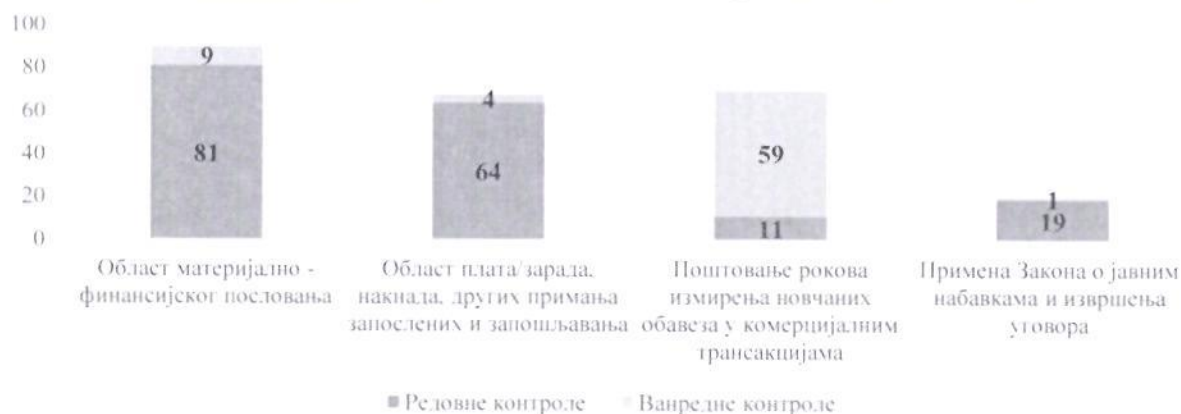 100
80
60
40
20
0
9
81
4
64
59
11
1
19
Област материјално -
финансијског пословања
Област плата/зарада,
накнада, других примања
запослених и запошљавања
Поштовање рокова
измирења новчаних
обавеза у комерцијалним
трансакцијама
Примена Закона о јавним
набавкама и извршења
уговора
Редовне контроле
Ванредне контроле